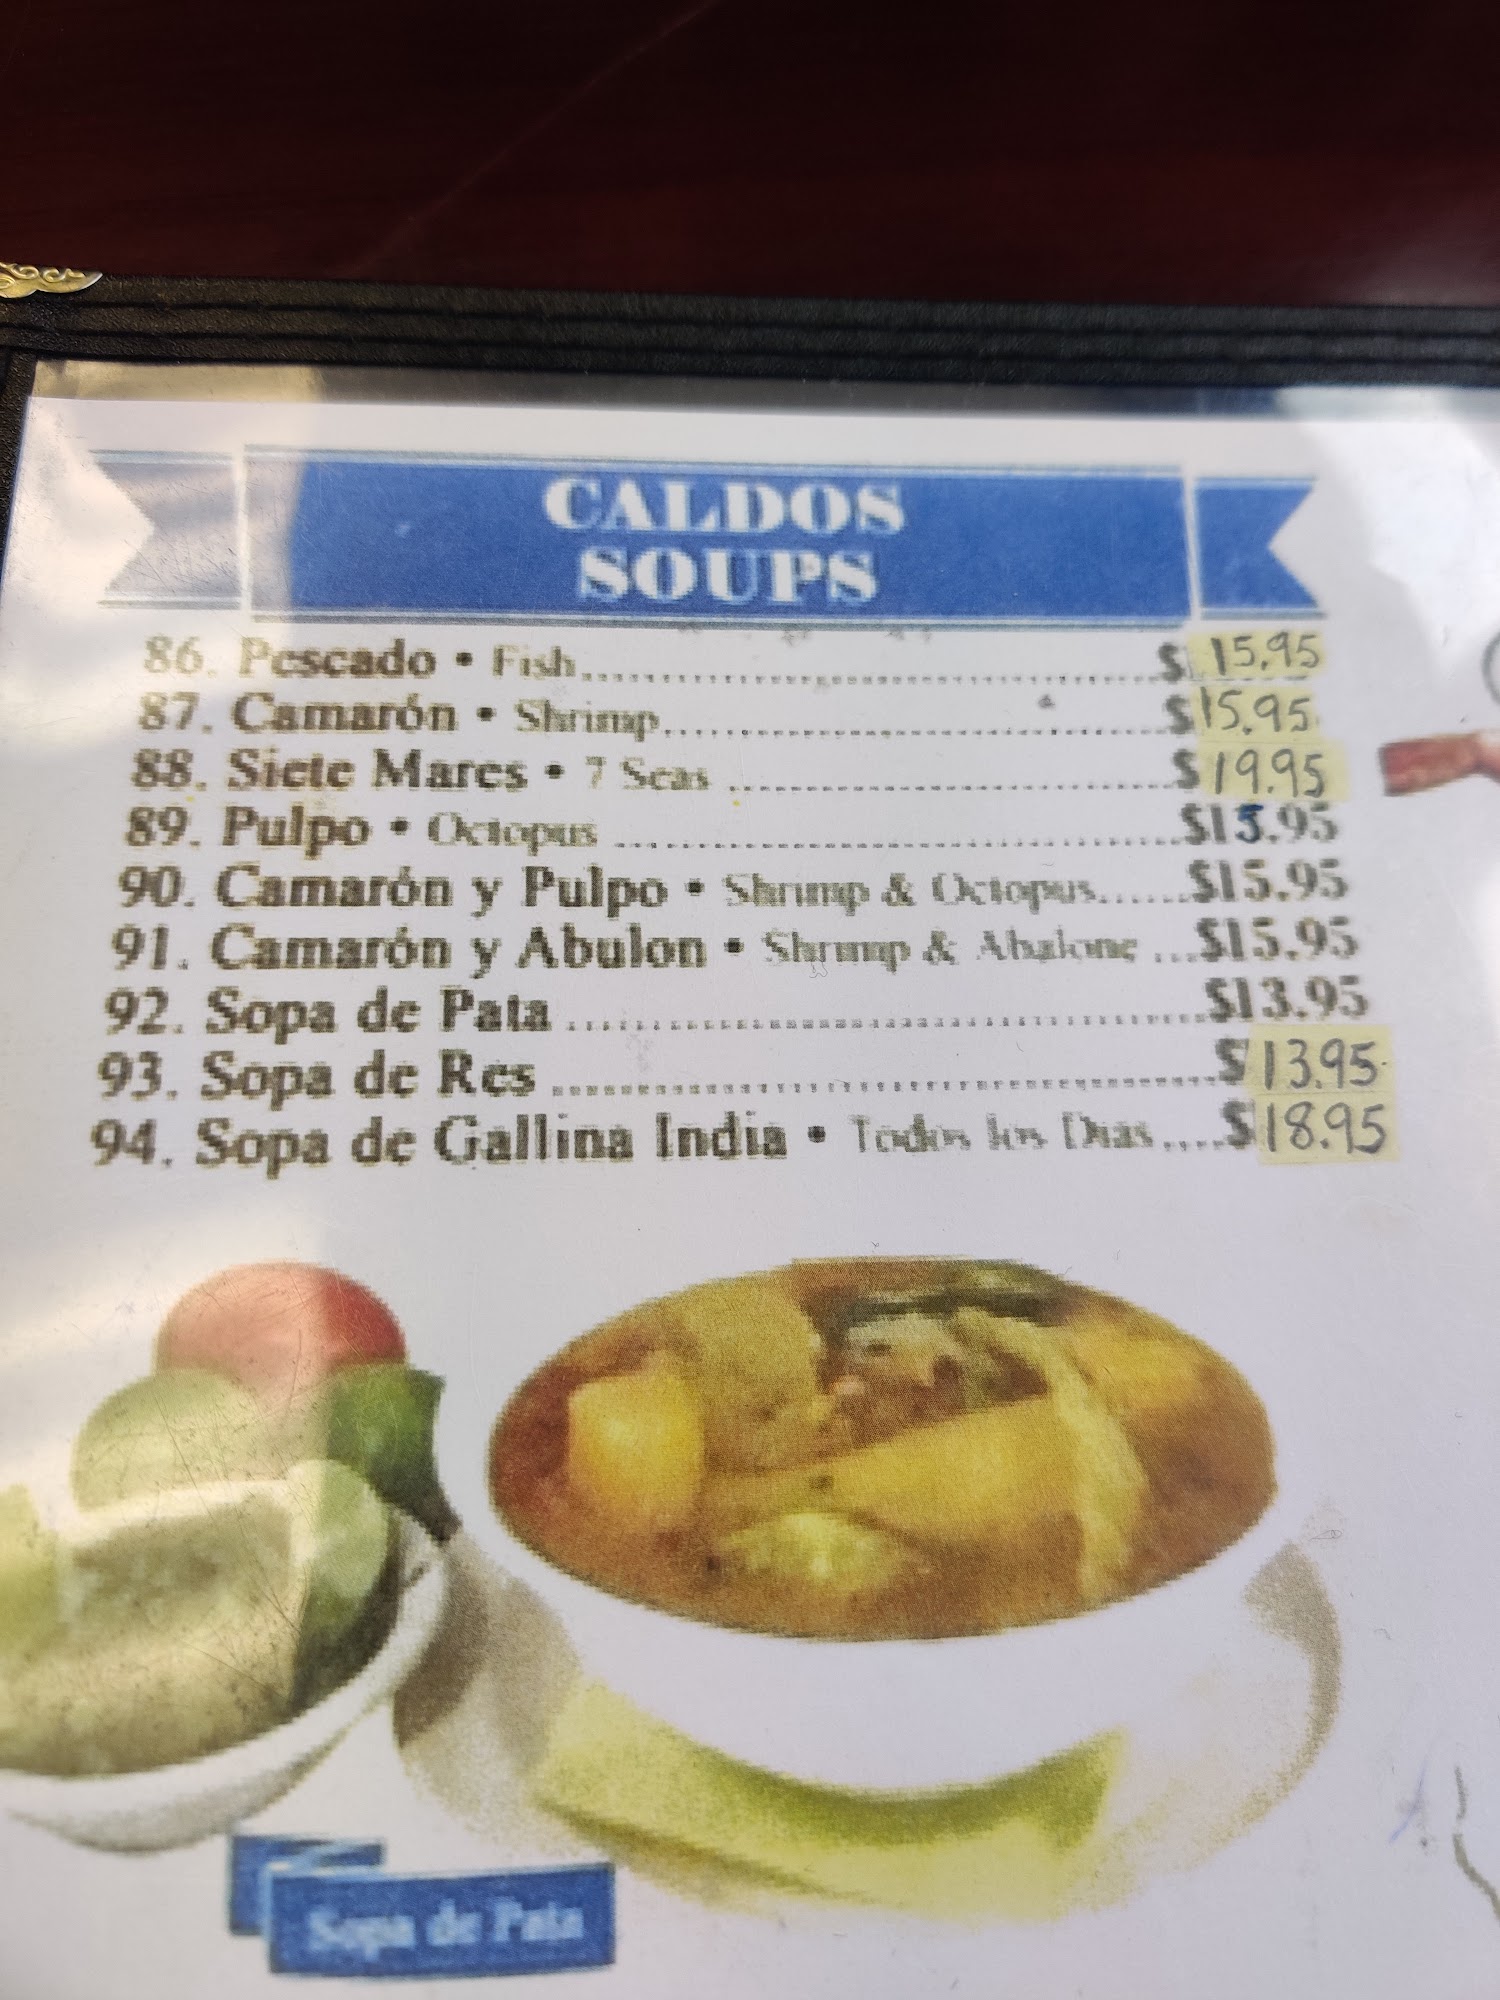 CALDOS
SOUPS
86. Pescado • Fish..........$15.95
87. Camarón • Shrimp..........$15.95
88. Siete Mares • 7 Seas ..........$19.95
89. Pulpo • Octopus ..........$15.95
90. Camarón y Pulpo • Shrimp & Octopus......$15.95
91. Camarón y Abulon • Shrimp & Abalone ...$15.95
92. Sopa de Pata..........$13.95
93. Sopa de Res..........$13.95
94. Sopa de Gallina India • Todos los Dias....$18.95
Sopa de Pata